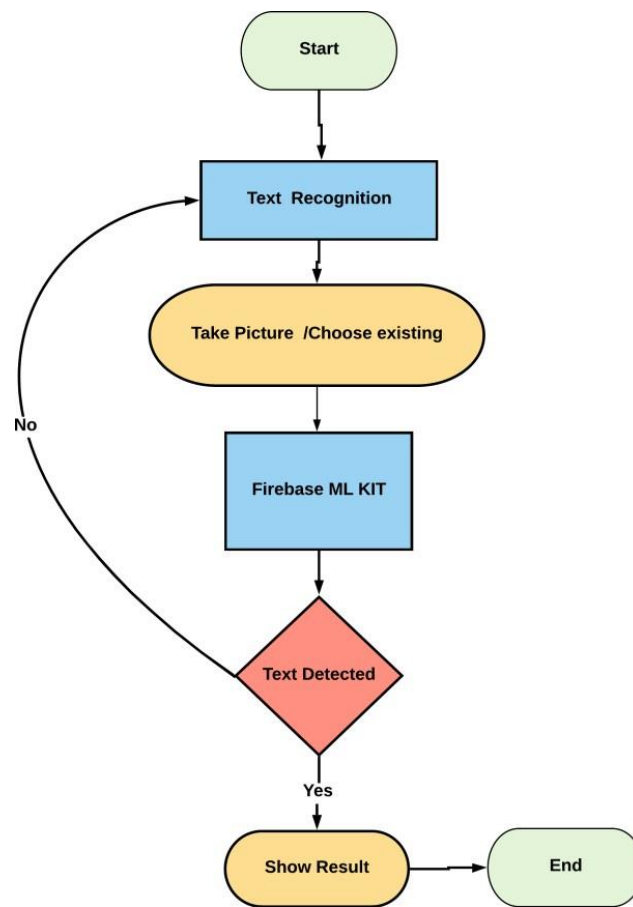 Start
Text Recognition
Take Picture /Choose existing
No
Firebase ML KIT
Text Detected
Yes
Show Result
End